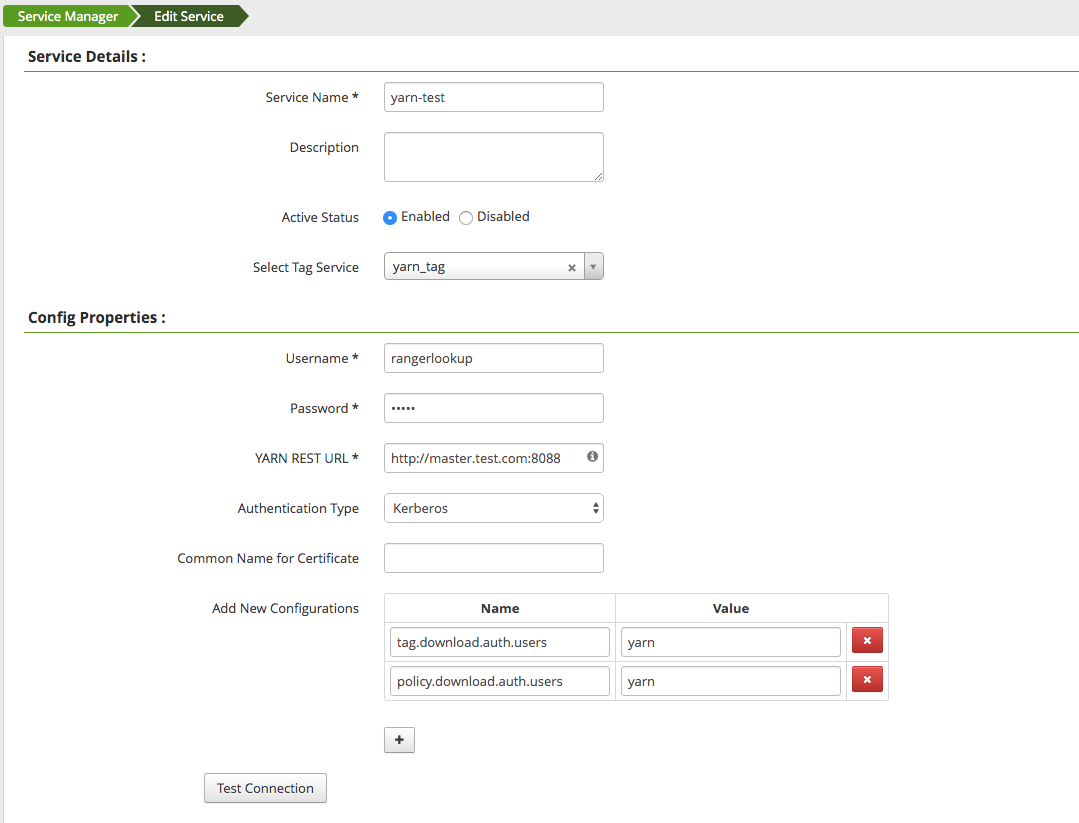 Service Manager Edit Service
Service Details :
Service Name * yarn-test
Description
Active Status Enabled Disabled
Select Tag Service yarn_tag
Config Properties :
Username * rangerlookup
Password * •••••
YARN REST URL * http://master.test.com:8088
Authentication Type Kerberos
Common Name for Certificate
Add New Configurations Name Value
tag.download.auth.users yarn
policy.download.auth.users yarn
+
Test Connection